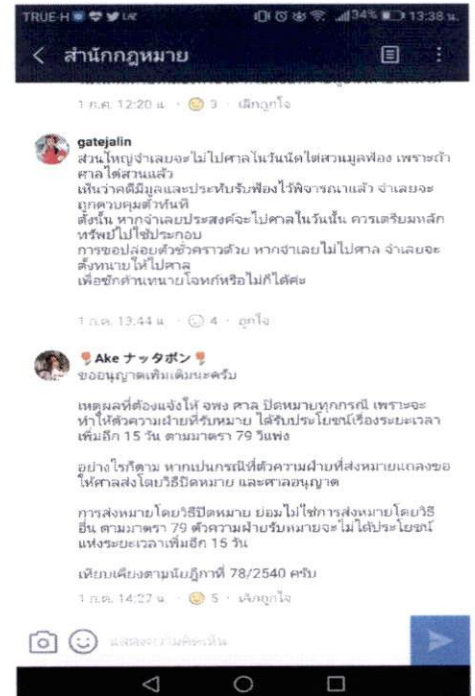 TRUE-H
34% 13:38 น.
สำนักกฎหมาย
1 ก.ค. 12:20 น. · 3 · เลิกถูกใจ
gatejalin
ส่วนใหญ่จำเลยจะไม่ไปศาลในวันนัดไต่สวนมูลฟ้อง เพราะถ้า
ศาลไต่สวนแล้ว
เห็นว่าคดีมีมูลและประทับรับฟ้องไว้พิจารณาแล้ว จำเลยจะ
ถูกควบคุมตัวทันที
ดังนั้น หากจำเลยประสงค์จะไปศาลในวันนั้น ควรเตรียมหลัก
ทรัพย์ไปใช้ประกอบ
การขอปล่อยตัวชั่วคราวด้วย หากจำเลยไม่ไปศาล จำเลยจะ
ตั้งทนายให้ไปศาล
เพื่อซักค้านทนายโจทก์หรือไม่ก็ได้ค่ะ
1 ก.ค. 13:44 น. · 4 · ถูกใจ
Ake ナッタポン
ขออนุญาตเพิ่มเติมนะครับ
เหตุผลที่ต้องแจ้งให้ จพง ศาล ปิดหมายทุกกรณี เพราะจะ
ทำให้ตัวความฝ่ายที่รับหมาย ได้รับประโยชน์เรื่องระยะเวลา
เพิ่มอีก 15 วัน ตามมาตรา 79 วิแพ่ง
อย่างไรก็ตาม หากเป็นกรณีที่ตัวความฝ่ายที่ส่งหมายแถลงขอ
ให้ศาลส่งโดยวิธีปิดหมาย และศาลอนุญาต
การส่งหมายโดยวิธีปิดหมาย ย่อมไม่ใช่การส่งหมายโดยวิธี
อื่น ตามมาตรา 79 ตัวความฝ่ายรับหมายจะไม่ได้ประโยชน์
แห่งระยะเวลาเพิ่มอีก 15 วัน
เทียบเคียงตามนัยฎีกาที่ 78/2540 ครับ
1 ก.ค. 14:27 น. · 5 · เลิกถูกใจ
แสดงความคิดเห็น